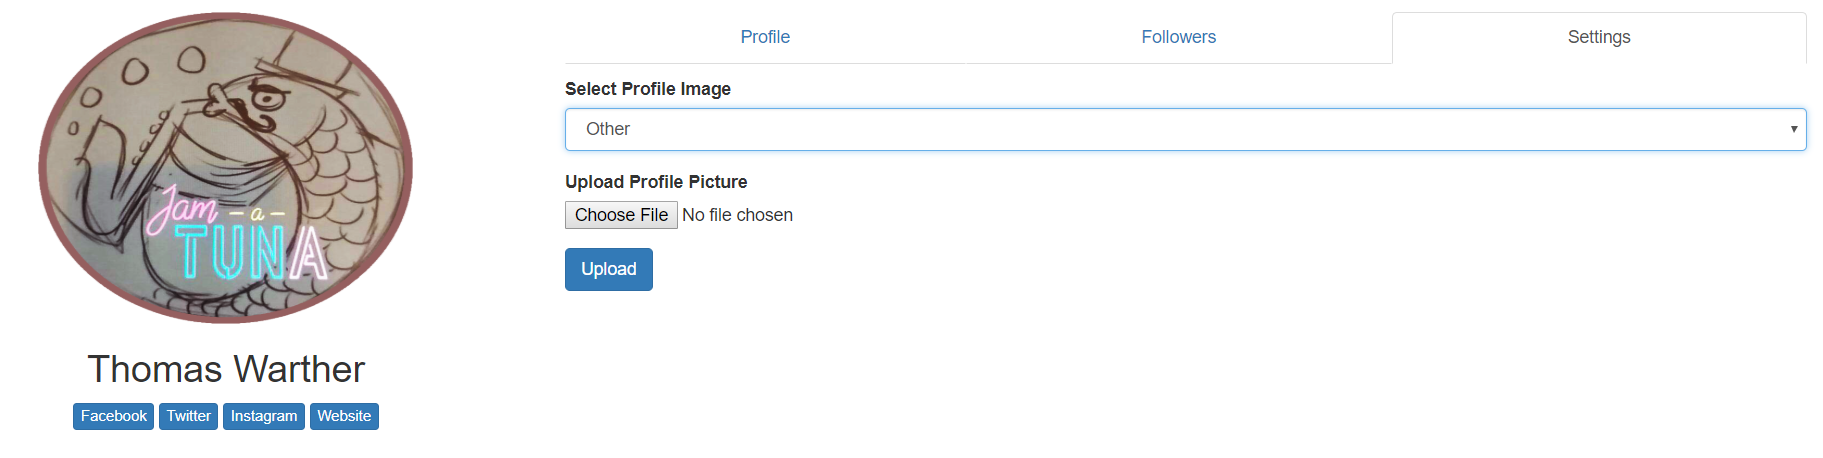 Jam
- a -
TUNA
Thomas Warther
Facebook Twitter Instagram Website
Profile Followers Settings
Select Profile Image
Other
Upload Profile Picture
Choose File No file chosen
Upload